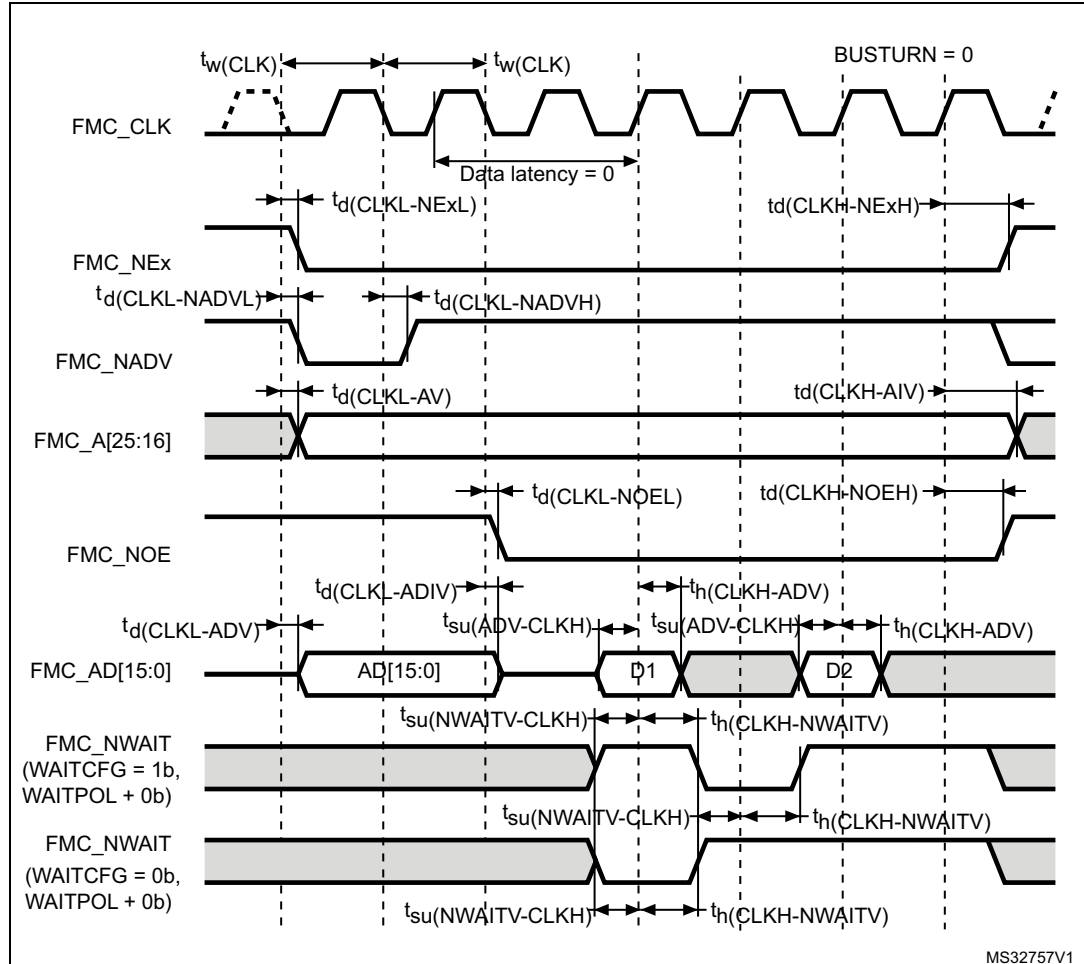 tw(CLK) tw(CLK) BUSTURN = 0
FMC_CLK
Data latency = 0
td(CLKL-NExL) td(CLKH-NExH)
FMC_NEx
td(CLKL-NADVL) td(CLKL-NADVH)
FMC_NADV
td(CLKL-AV) td(CLKH-AIV)
FMC_A[25:16]
td(CLKL-NOEL) td(CLKH-NOEH)
FMC_NOE
td(CLKL-ADIV) th(CLKH-ADV)
td(CLKL-ADV) tsu(ADV-CLKH) tsu(ADV-CLKH) th(CLKH-ADV)
FMC_AD[15:0] AD[15:0] D1 D2
tsu(NWAITV-CLKH) th(CLKH-NWAITV)
FMC_NWAIT
(WAITCFG = 1b,
WAITPOL + 0b)
tsu(NWAITV-CLKH) th(CLKH-NWAITV)
FMC_NWAIT
(WAITCFG = 0b,
WAITPOL + 0b)
tsu(NWAITV-CLKH) th(CLKH-NWAITV)
MS32757V1